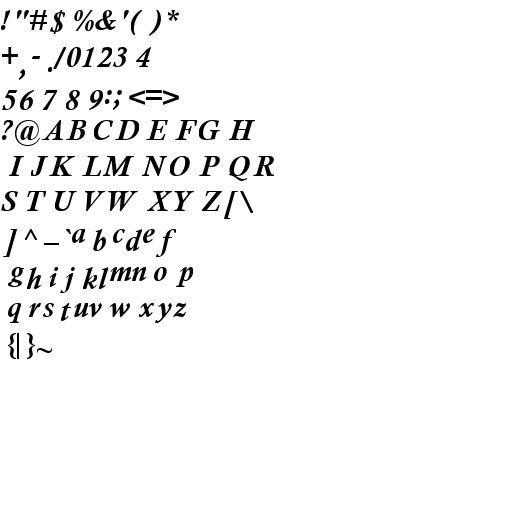 !"#$ %&'( )*
+,- ./0123 4
56 7 8 9:; <=>
?@AB CD E FG H
I JK LM NO P QR
S T U VW XY Z[ \
] ^ _ `a b cde f
gh i j klmno p
q rs tuv w xyz
{| }~